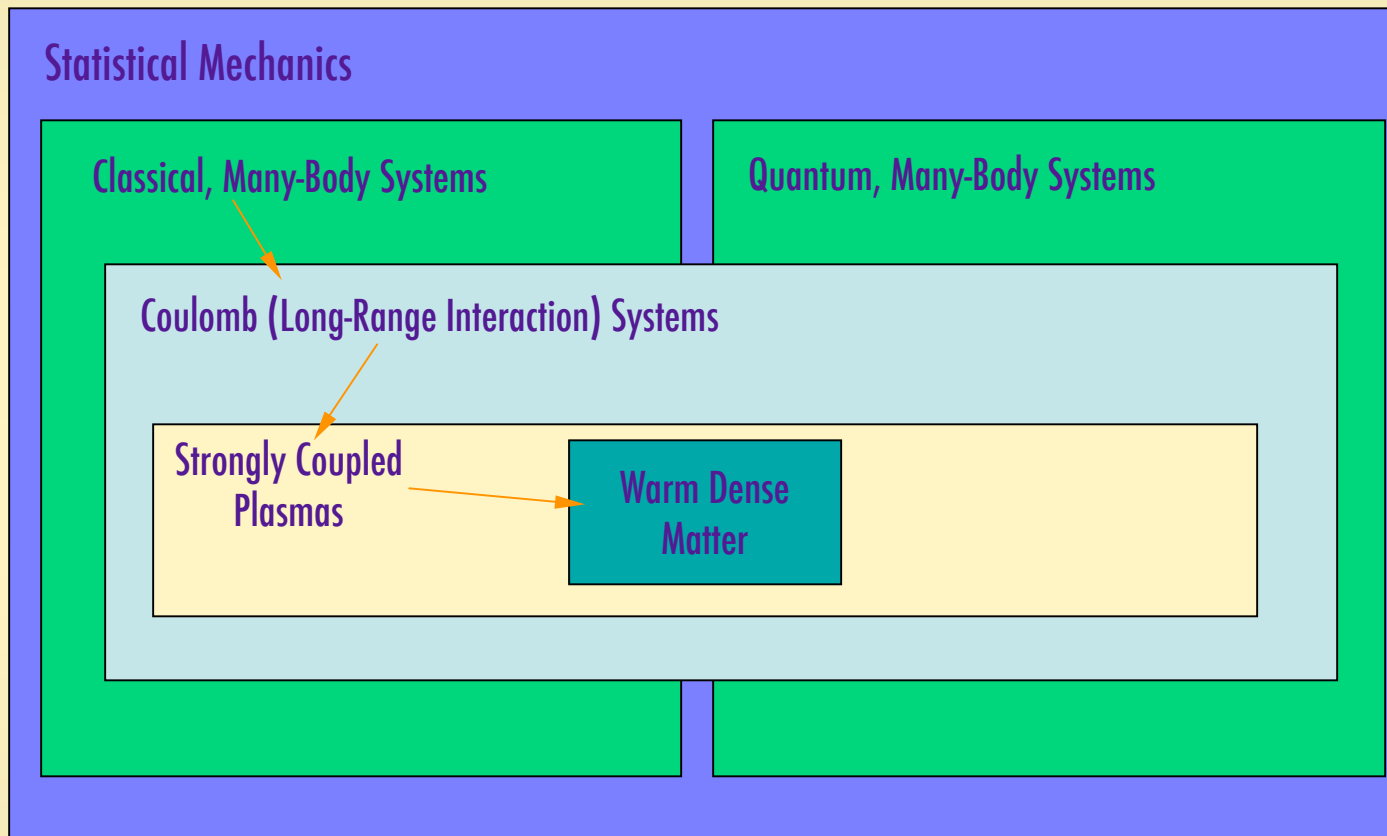 Statistical Mechanics
Classical, Many-Body Systems
Quantum, Many-Body Systems
Coulomb (Long-Range Interaction) Systems
Strongly Coupled
Plasmas
Warm Dense
Matter